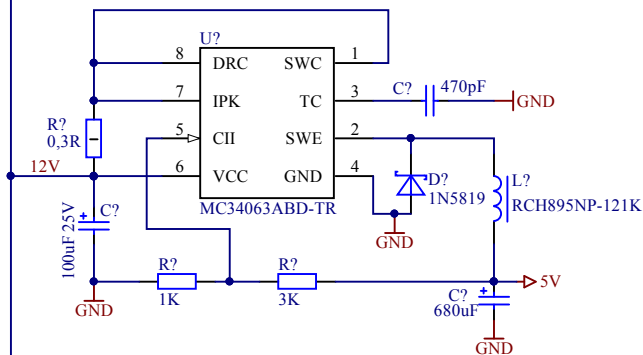 U?
8 DRC SWC 1
7 IPK TC 3
C? 470pF
GND
R?
0,3R
5 CII SWE 2
12V
6 VCC GND 4
MC34063ABD-TR
D?
1N5819
L?
RCH895NP-121K
GND
C?
100uF 25V
R?
1K
R?
3K
5V
GND
C?
680uF
GND